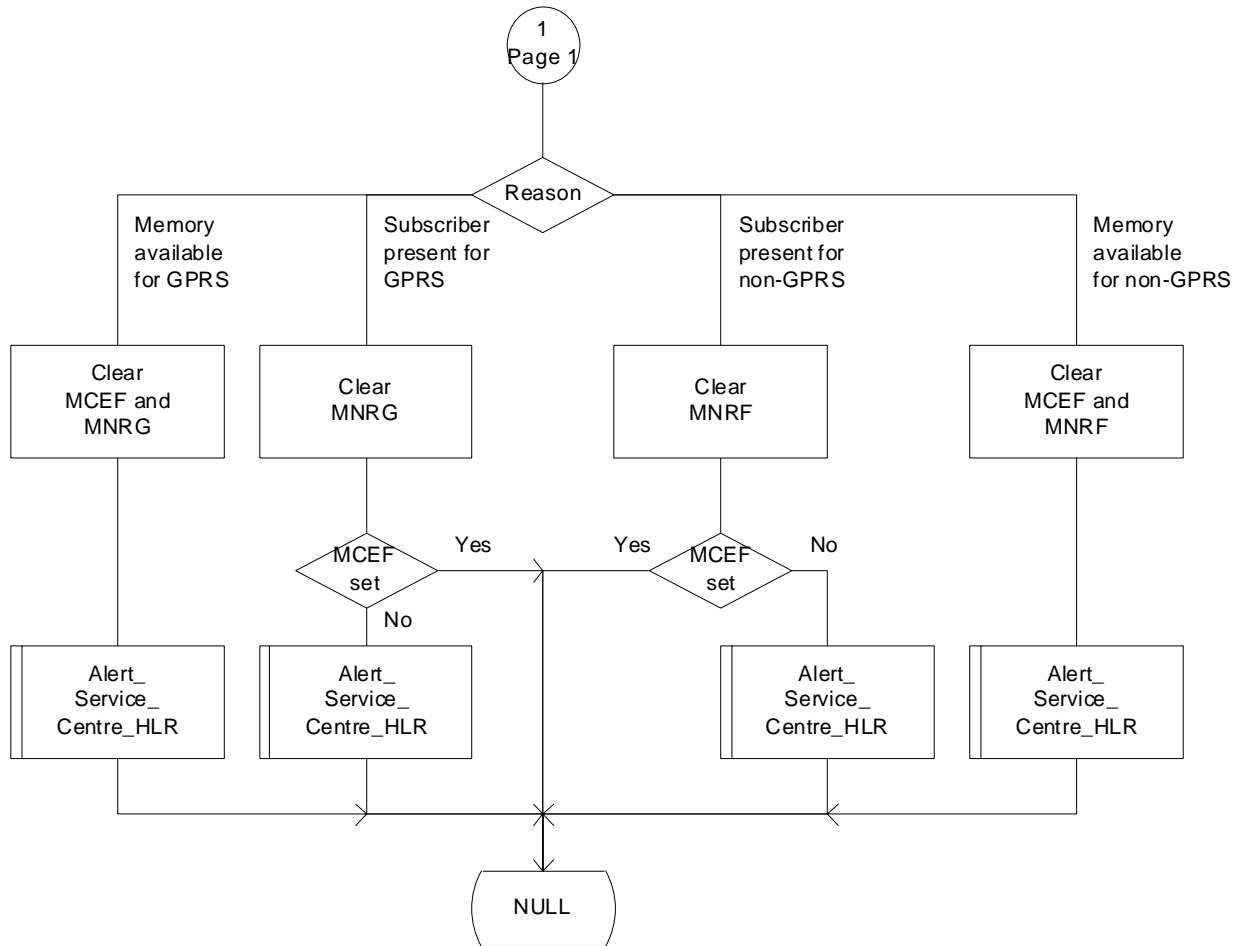 1
Page 1
Reason
Memory
available
for GPRS
Subscriber
present for
GPRS
Subscriber
present for
non-GPRS
Memory
available
for non-GPRS
Clear
MCEF and
MNRG
Clear
MNRG
Clear
MNRF
Clear
MCEF and
MNRF
MCEF
set
Yes
No
Yes
MCEF
set
No
Alert_
Service_
Centre_HLR
Alert_
Service_
Centre_HLR
Alert_
Service_
Centre_HLR
Alert_
Service_
Centre_HLR
NULL